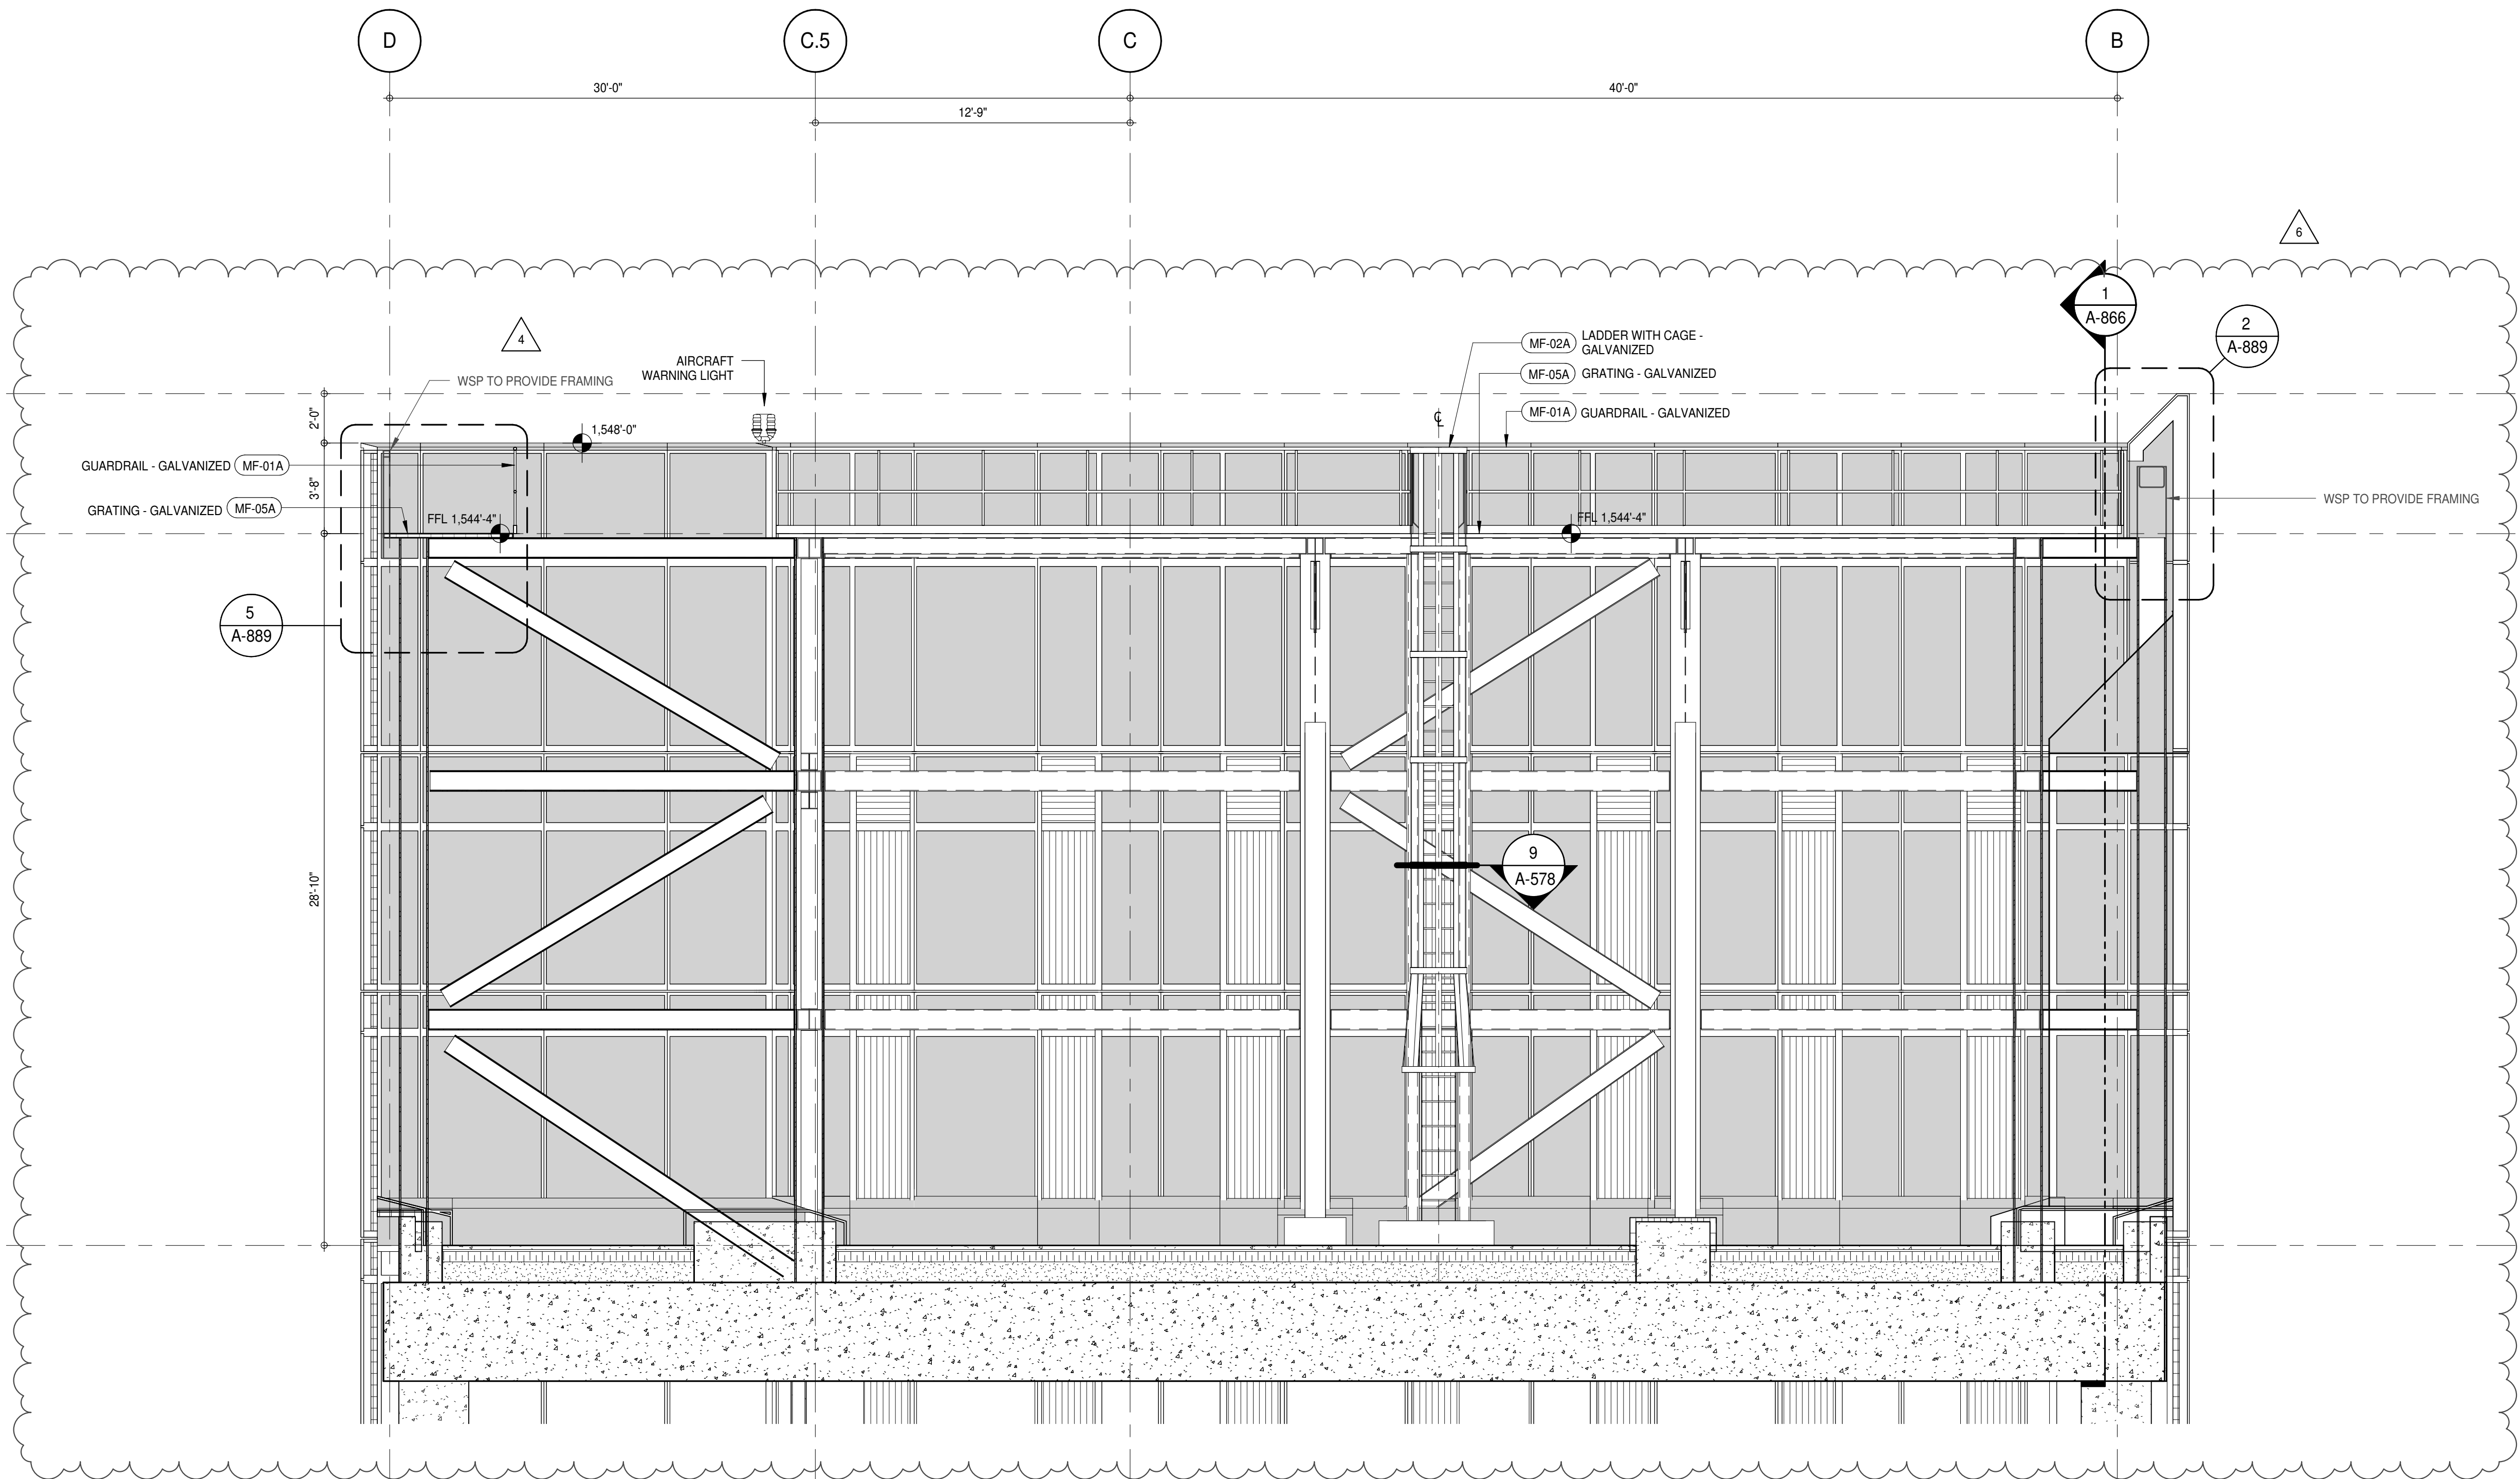 D
C.5
C
B
30'-0"
40'-0"
12'-9"
6
1
A-866
2
A-889
4
AIRCRAFT
WARNING LIGHT
WSP TO PROVIDE FRAMING
MF-02A LADDER WITH CAGE -
GALVANIZED
MF-05A GRATING - GALVANIZED
MF-01A GUARDRAIL - GALVANIZED
2'-0"
1,548'-0"
GUARDRAIL - GALVANIZED MF-01A
3'-8"
GRATING - GALVANIZED MF-05A
FFL 1,544'-4"
FFL 1,544'-4"
WSP TO PROVIDE FRAMING
5
A-889
9
A-578
28'-10"
℄